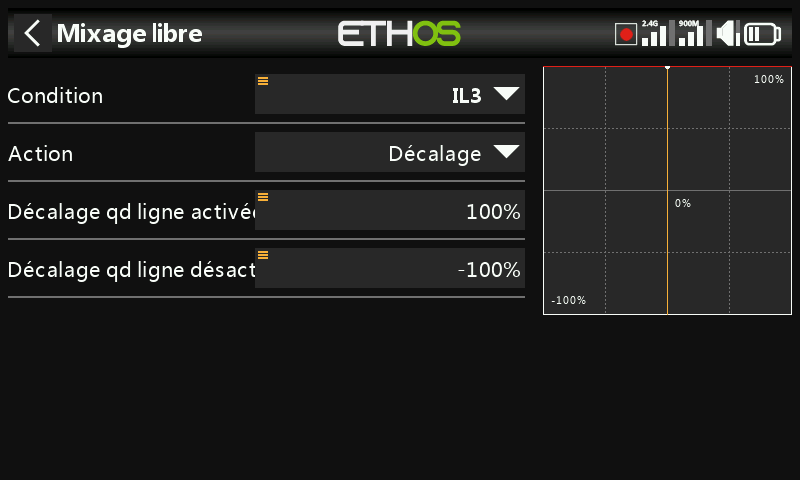 Mixage libre
ETHOS
2.4G
900M
Condition
IL3
Action
Décalage
Décalage qd ligne activé
100%
Décalage qd ligne désact
-100%
100%
0%
-100%